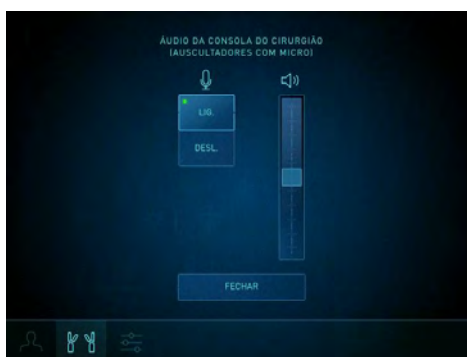 ÁUDIO DA CONSOLA DO CIRURGIÃO
(AUSCULTADORES COM MICRO)
LIG.
DESL.
FECHAR